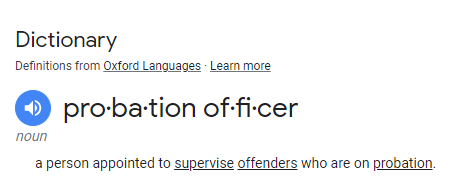 Dictionary
Definitions from Oxford Languages · Learn more
pro·ba·tion of·fi·cer
noun
a person appointed to supervise offenders who are on probation.